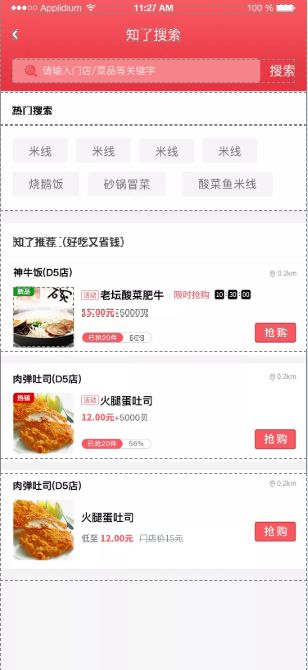 Applidium 11:27 AM 100 %
知了搜索
请输入门店/菜品等关键字 搜索
热门搜索
米线 米线 米线 米线
烧鹅饭 砂锅冒菜 酸菜鱼米线
知了推荐（好吃又省钱）
神牛饭(D5店) 0.2km
新品
活动 老坛酸菜肥牛 限时抢购 10:30:00
15.00元+5000贝
抢购
已抢20件
肉弹吐司(D5店) 0.2km
热销
活动 火腿蛋吐司
12.00元+5000贝
抢购
已抢20件 56%
肉弹吐司(D5店) 0.2km
火腿蛋吐司
低至 12.00元 门店价15元
抢购